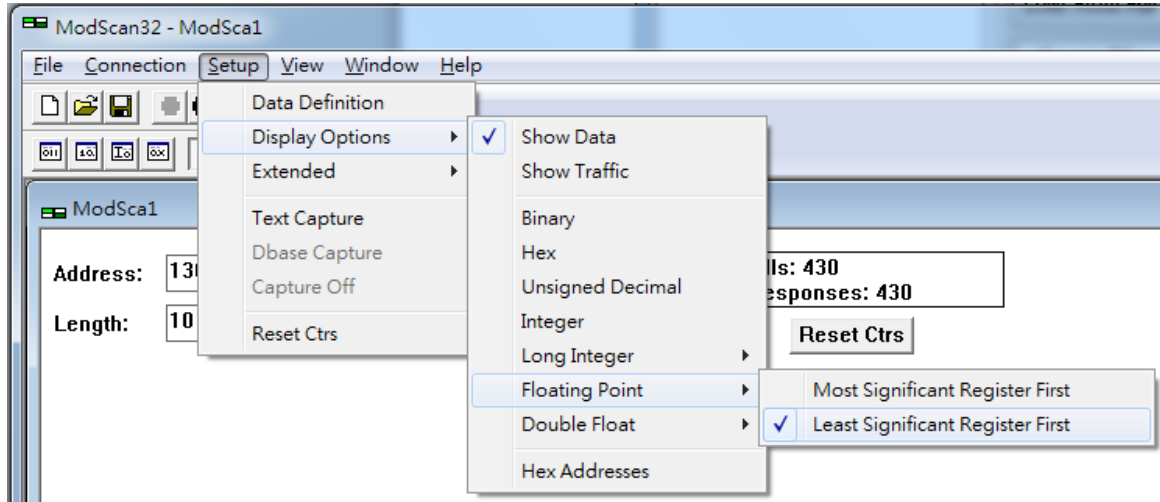 ModScan32 - ModSca1
File Connection Setup View Window Help
Data Definition
Display Options
Extended
Text Capture
Dbase Capture
Capture Off
Reset Ctrs
Show Data
Show Traffic
Binary
Hex
Unsigned Decimal
Integer
Long Integer
Floating Point
Double Float
Hex Addresses
Most Significant Register First
Least Significant Register First
ModSca1
Address:
Length: 10
430
430
Reset Ctrs